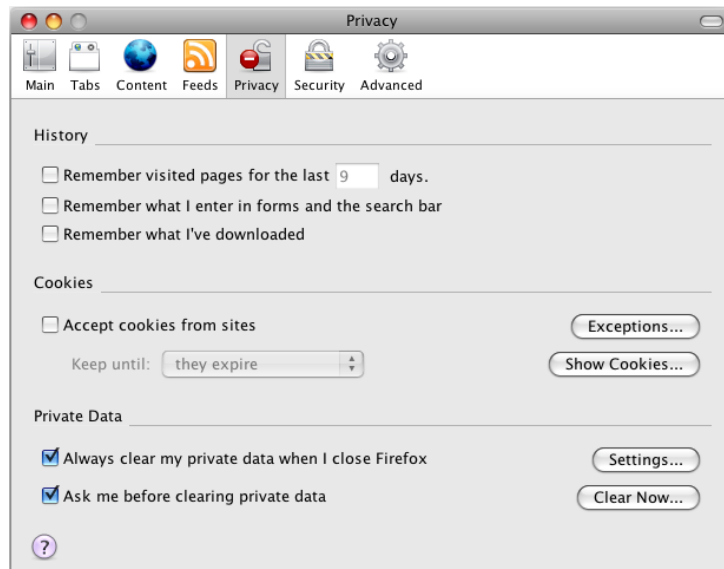 Privacy
Main Tabs Content Feeds Privacy Security Advanced
History
Remember visited pages for the last 9 days.
Remember what I enter in forms and the search bar
Remember what I've downloaded
Cookies
Accept cookies from sites Exceptions...
Keep until: they expire Show Cookies...
Private Data
Always clear my private data when I close Firefox Settings...
Ask me before clearing private data Clear Now...
?